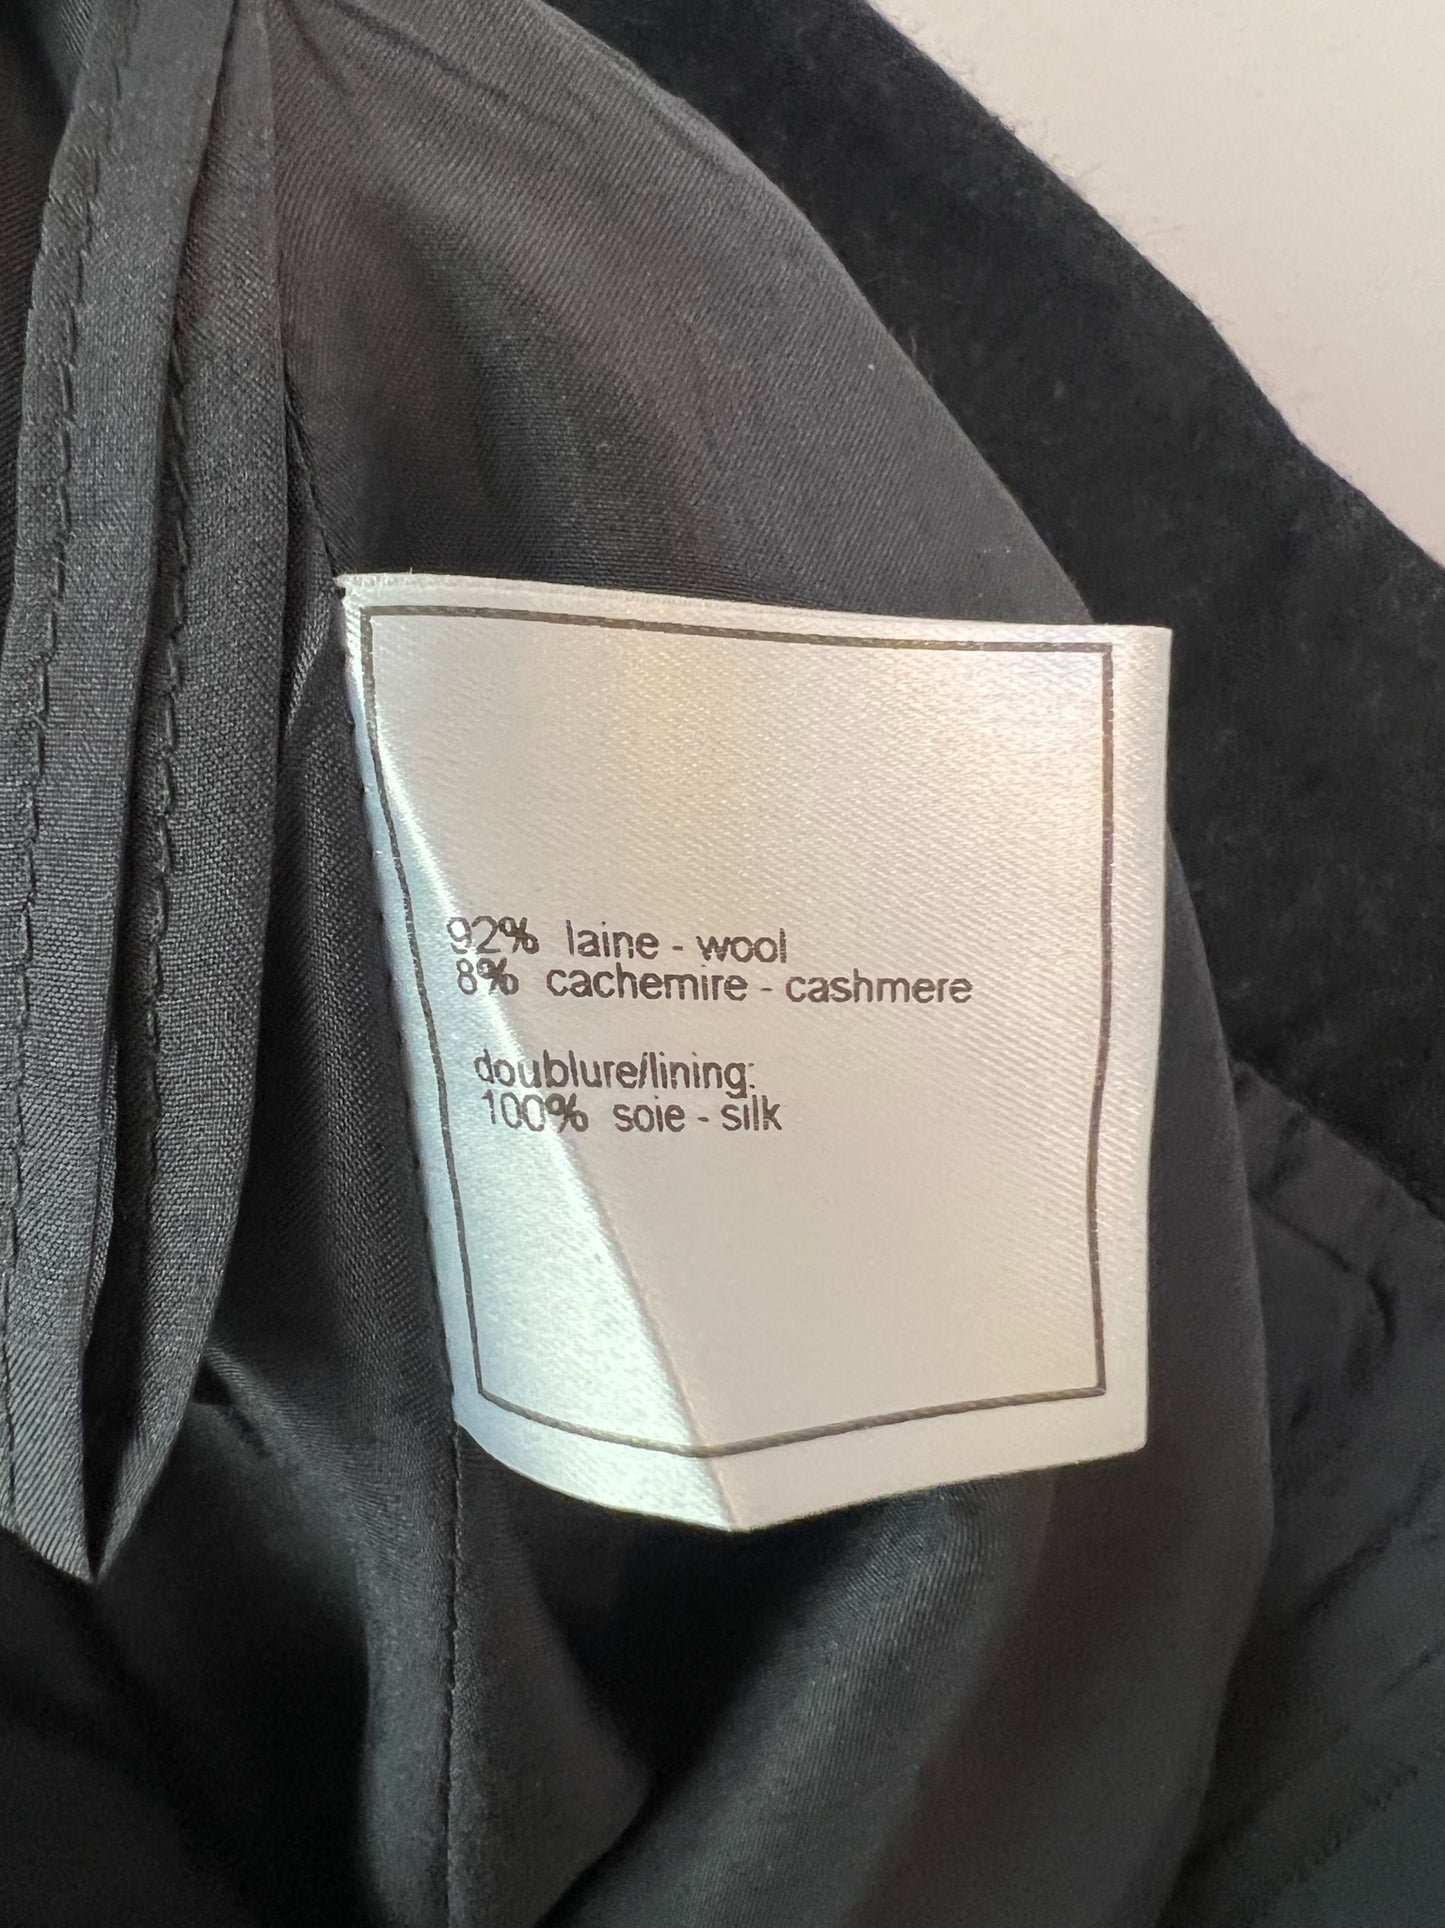 92% laine - wool
8% cachemire - cashmere
doublure/lining:
100% soie - silk